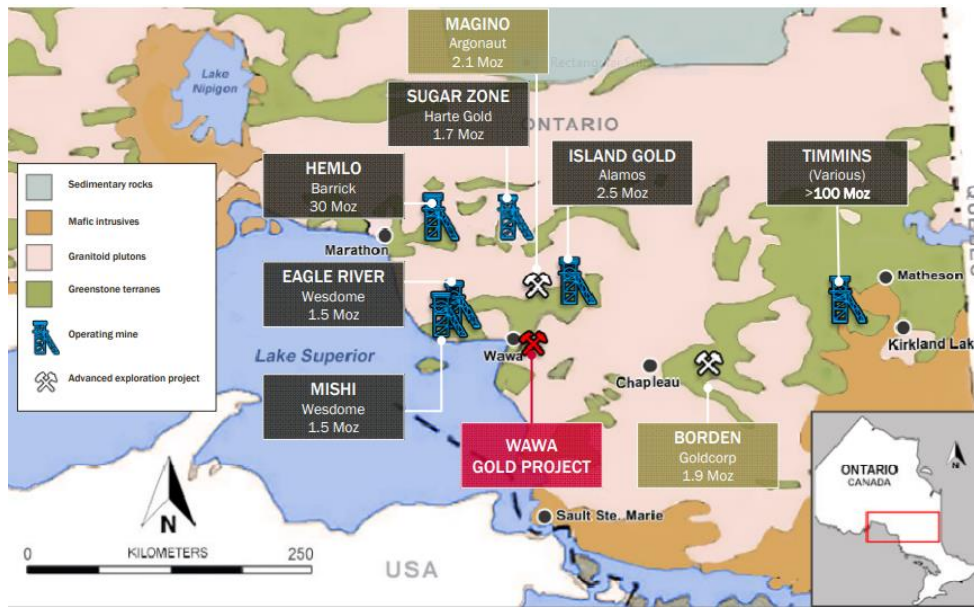 MAGINO
Argonaut
2.1 Moz
Lake
Nipigon
SUGAR ZONE
Harte Gold
1.7 Moz
ONTARIO
HEMLO
Barrick
30 Moz
ISLAND GOLD
Alamos
2.5 Moz
TIMMINS
(Various)
>100 Moz
Sedimentary rocks
Mafic intrusives
Granitoid plutons
Greenstone terranes
Operating mine
Advanced exploration project
Marathon
EAGLE RIVER
Wesdome
1.5 Moz
Matheson
Kirkland Lak
Lake Superior
Wawa
Chapleau
MISHI
Wesdome
1.5 Moz
WAWA
GOLD PROJECT
BORDEN
Goldcorp
1.9 Moz
ONTARIO
CANADA
N
N
Sault Ste. Marie
0
250
KILOMETERS
USA